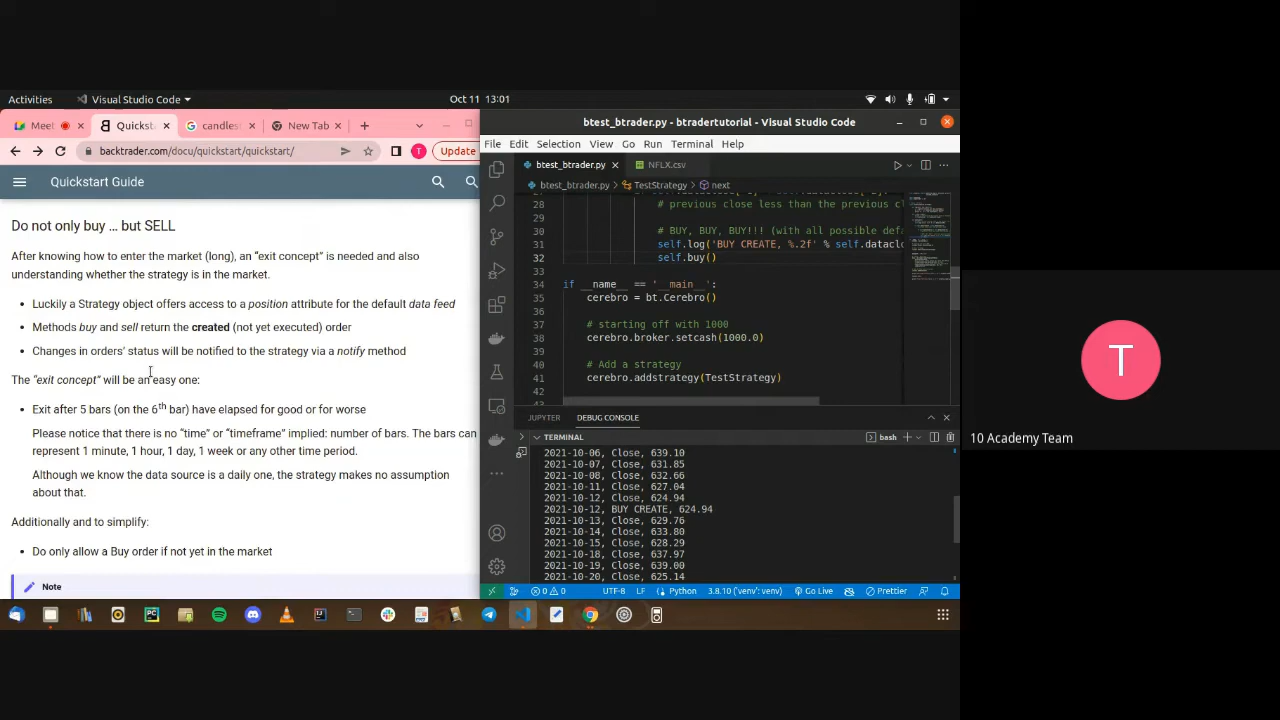 Activities
Visual Studio Code
Oct 11 13:01
Meet
Quicksta
candlest
New Tab
backtrader.com/docu/quickstart/quickstart/
T
Update
Quickstart Guide
Do not only buy … but SELL
After knowing how to enter the market (long), an “exit concept” is needed and also
understanding whether the strategy is in the market.
• Luckily a Strategy object offers access to a position attribute for the default data feed
• Methods buy and sell return the created (not yet executed) order
• Changes in orders’ status will be notified to the strategy via a notify method
The “exit concept” will be an easy one:
• Exit after 5 bars (on the 6th bar) have elapsed for good or for worse
Please notice that there is no “time” or “timeframe” implied: number of bars. The bars can
represent 1 minute, 1 hour, 1 day, 1 week or any other time period.
Although we know the data source is a daily one, the strategy makes no assumption
about that.
Additionally and to simplify:
• Do only allow a Buy order if not yet in the market
Note
btest_btrader.py - btradertutorial - Visual Studio Code
File Edit Selection View Go Run Terminal Help
btest_btrader.py
NFLX.csv
btest_btrader.py > TestStrategy > next
28 # previous close less than the previous cl
29
30 # BUY, BUY, BUY!!! (with all possible defa
31 self.log('BUY CREATE, %.2f' % self.dataclo
32 self.buy()
33
34 if __name__ == '__main__':
35 cerebro = bt.Cerebro()
36
37 # starting off with 1000
38 cerebro.broker.setcash(1000.0)
39
40 # Add a strategy
41 cerebro.addstrategy(TestStrategy)
42
JUPYTER DEBUG CONSOLE
TERMINAL
bash
2021-10-06, Close, 639.10
2021-10-07, Close, 631.85
2021-10-08, Close, 632.66
2021-10-11, Close, 627.04
2021-10-12, Close, 624.94
2021-10-12, BUY CREATE, 624.94
2021-10-13, Close, 629.76
2021-10-14, Close, 633.80
2021-10-15, Close, 628.29
2021-10-18, Close, 637.97
2021-10-19, Close, 639.00
2021-10-20, Close, 625.14
0 0 UTF-8 LF Python 3.8.10 ('venv': venv) Go Live Prettier
T
10 Academy Team